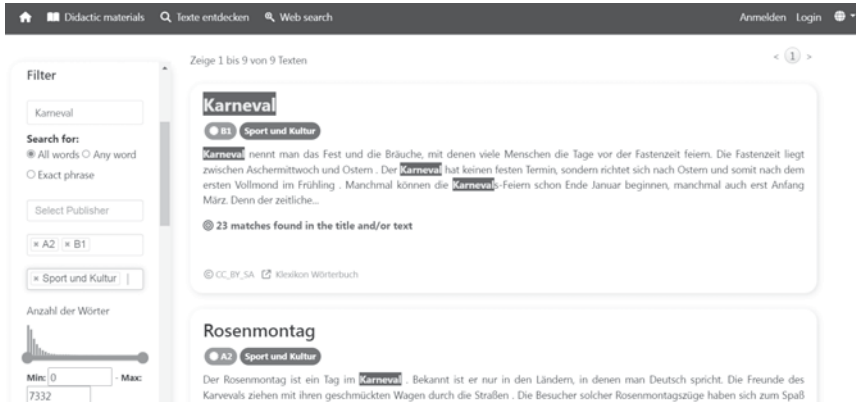 Didactic materials Texte entdecken Web search Anmelden Login
Zeige 1 bis 9 von 9 Texten < 1 >
Filter
Karneval
Search for:
All words Any word
Exact phrase
Select Publisher
× A2 × B1
× Sport und Kultur
Anzahl der Wörter
Min: 0 - Max:
7332
Karneval
B1 Sport und Kultur
Karneval nennt man das Fest und die Bräuche, mit denen viele Menschen die Tage vor der Fastenzeit feiern. Die Fastenzeit liegt
zwischen Aschermittwoch und Ostern . Der Karneval hat keinen festen Termin, sondern richtet sich nach Ostern und somit nach dem
ersten Vollmond im Frühling . Manchmal können die Karnevals-Feiern schon Ende Januar beginnen, manchmal auch erst Anfang
März. Denn der zeitliche...
23 matches found in the title and/or text
CC_BY_SA Klexikon Wörterbuch
Rosenmontag
A2 Sport und Kultur
Der Rosenmontag ist ein Tag im Karneval . Bekannt ist er nur in den Ländern, in denen man Deutsch spricht. Die Freunde des
Karvevals ziehen mit ihren geschmückten Wagen durch die Straßen . Die Besucher solcher Rosenmontagszüge haben sich zum Spaß